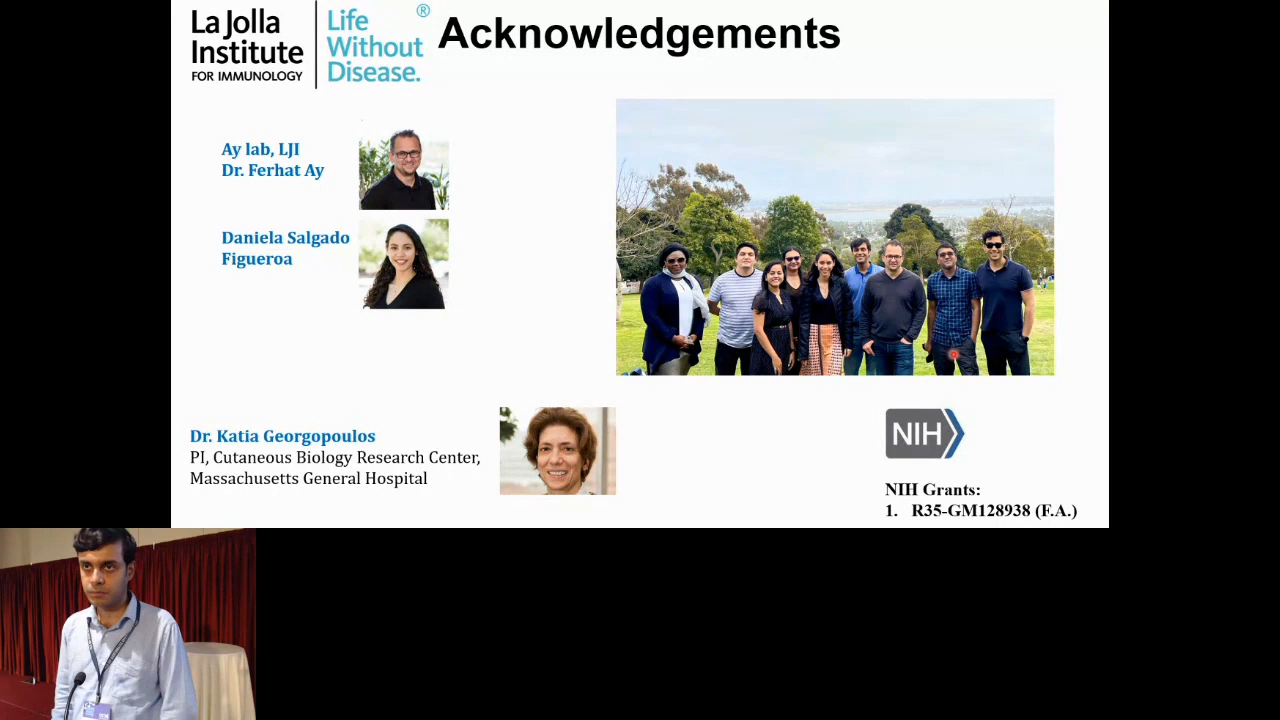 La Jolla
Institute
FOR IMMUNOLOGY
Life
Without
Disease.
®
Acknowledgements
Ay lab, LJI
Dr. Ferhat Ay
Daniela Salgado
Figueroa
Dr. Katia Georgopoulos
PI, Cutaneous Biology Research Center,
Massachusetts General Hospital
NIH
NIH Grants:
1. R35-GM128938 (F.A.)